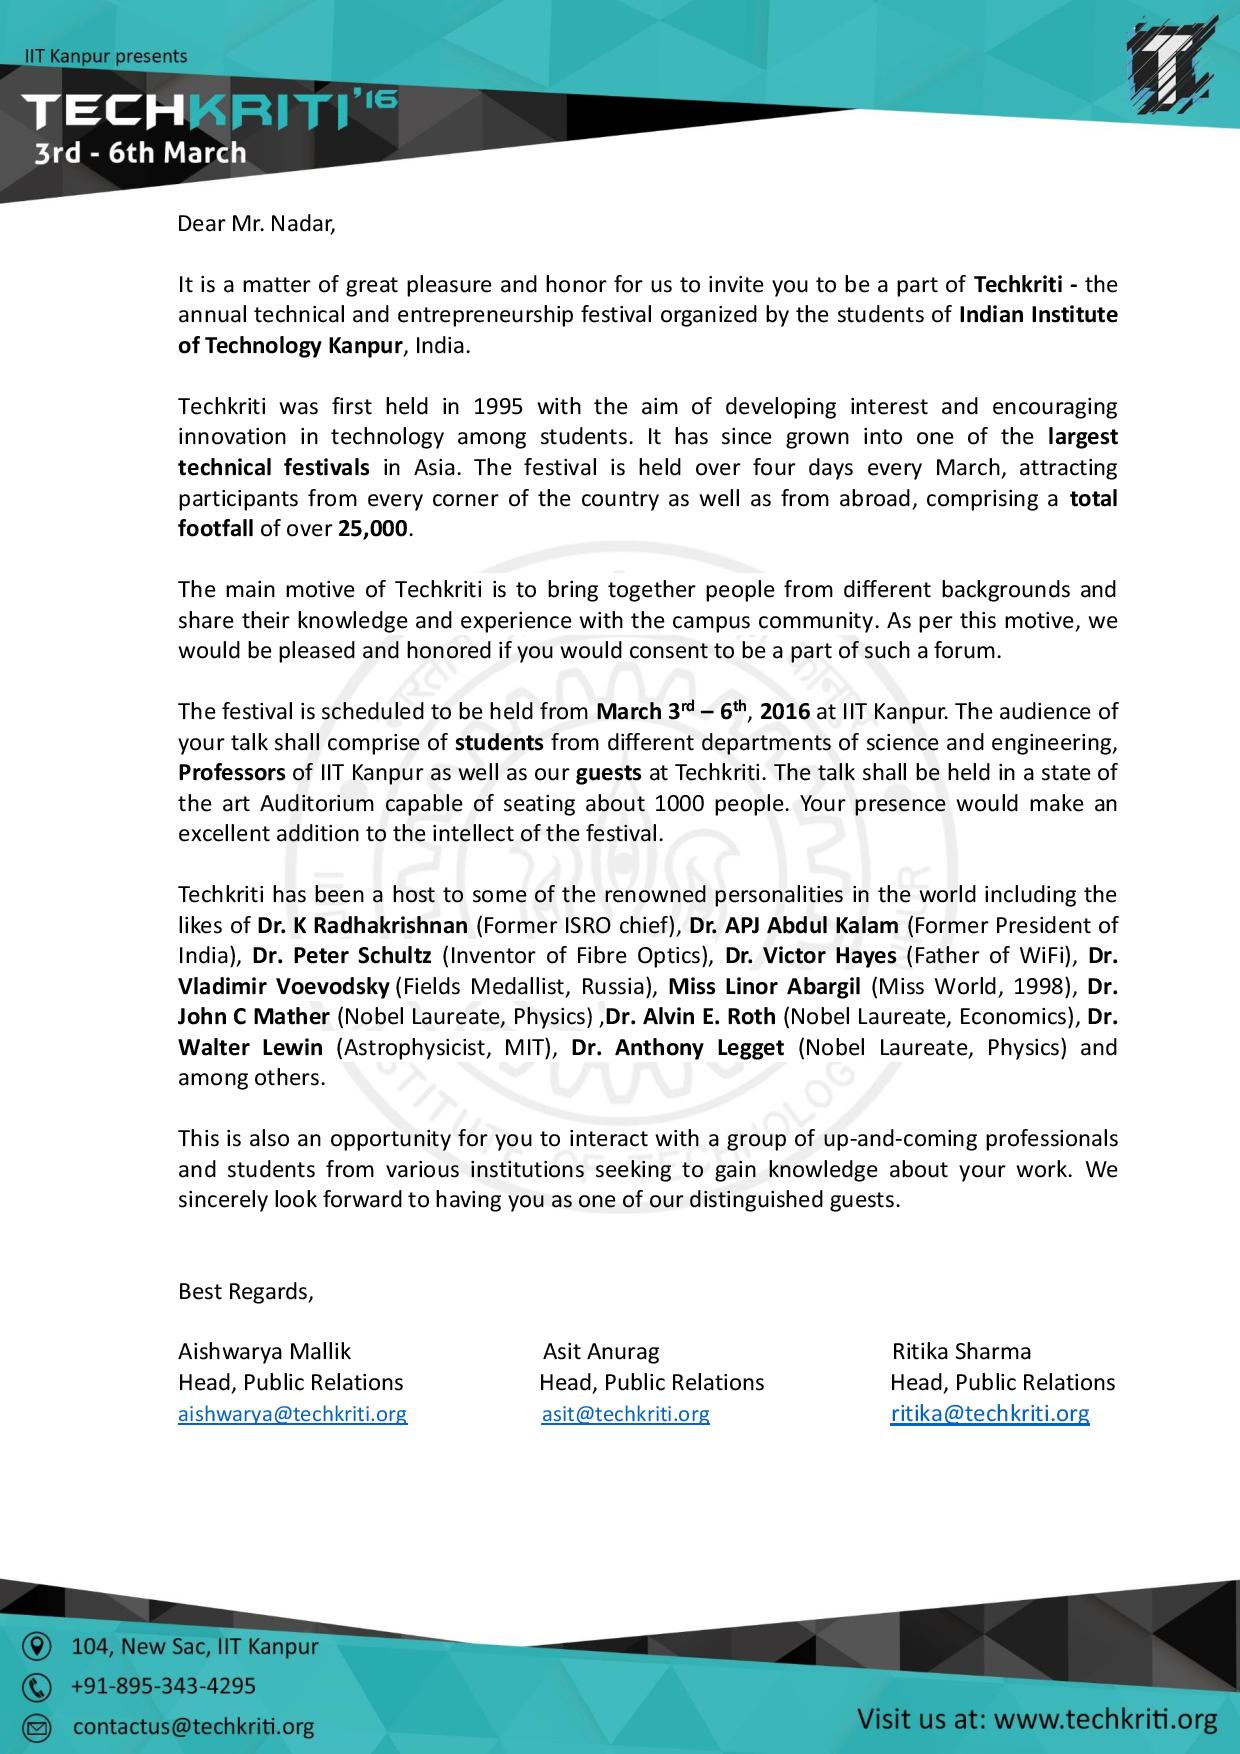 IIT Kanpur presents
TECHKRITI'16
3rd - 6th March
T
Dear Mr. Nadar,
It is a matter of great pleasure and honor for us to invite you to be a part of Techkriti - the
annual technical and entrepreneurship festival organized by the students of Indian Institute
of Technology Kanpur, India.
Techkriti was first held in 1995 with the aim of developing interest and encouraging
innovation in technology among students. It has since grown into one of the largest
technical festivals in Asia. The festival is held over four days every March, attracting
participants from every corner of the country as well as from abroad, comprising a total
footfall of over 25,000.
The main motive of Techkriti is to bring together people from different backgrounds and
share their knowledge and experience with the campus community. As per this motive, we
would be pleased and honored if you would consent to be a part of such a forum.
The festival is scheduled to be held from March 3rd – 6th, 2016 at IIT Kanpur. The audience of
your talk shall comprise of students from different departments of science and engineering,
Professors of IIT Kanpur as well as our guests at Techkriti. The talk shall be held in a state of
the art Auditorium capable of seating about 1000 people. Your presence would make an
excellent addition to the intellect of the festival.
Techkriti has been a host to some of the renowned personalities in the world including the
likes of Dr. K Radhakrishnan (Former ISRO chief), Dr. APJ Abdul Kalam (Former President of
India), Dr. Peter Schultz (Inventor of Fibre Optics), Dr. Victor Hayes (Father of WiFi), Dr.
Vladimir Voevodsky (Fields Medallist, Russia), Miss Linor Abargil (Miss World, 1998), Dr.
John C Mather (Nobel Laureate, Physics) ,Dr. Alvin E. Roth (Nobel Laureate, Economics), Dr.
Walter Lewin (Astrophysicist, MIT), Dr. Anthony Legget (Nobel Laureate, Physics) and
among others.
This is also an opportunity for you to interact with a group of up-and-coming professionals
and students from various institutions seeking to gain knowledge about your work. We
sincerely look forward to having you as one of our distinguished guests.
Best Regards,
Aishwarya Mallik Asit Anurag Ritika Sharma
Head, Public Relations Head, Public Relations Head, Public Relations
aishwarya@techkriti.org asit@techkriti.org ritika@techkriti.org
104, New Sac, IIT Kanpur
+91-895-343-4295
contactus@techkriti.org
Visit us at: www.techkriti.org